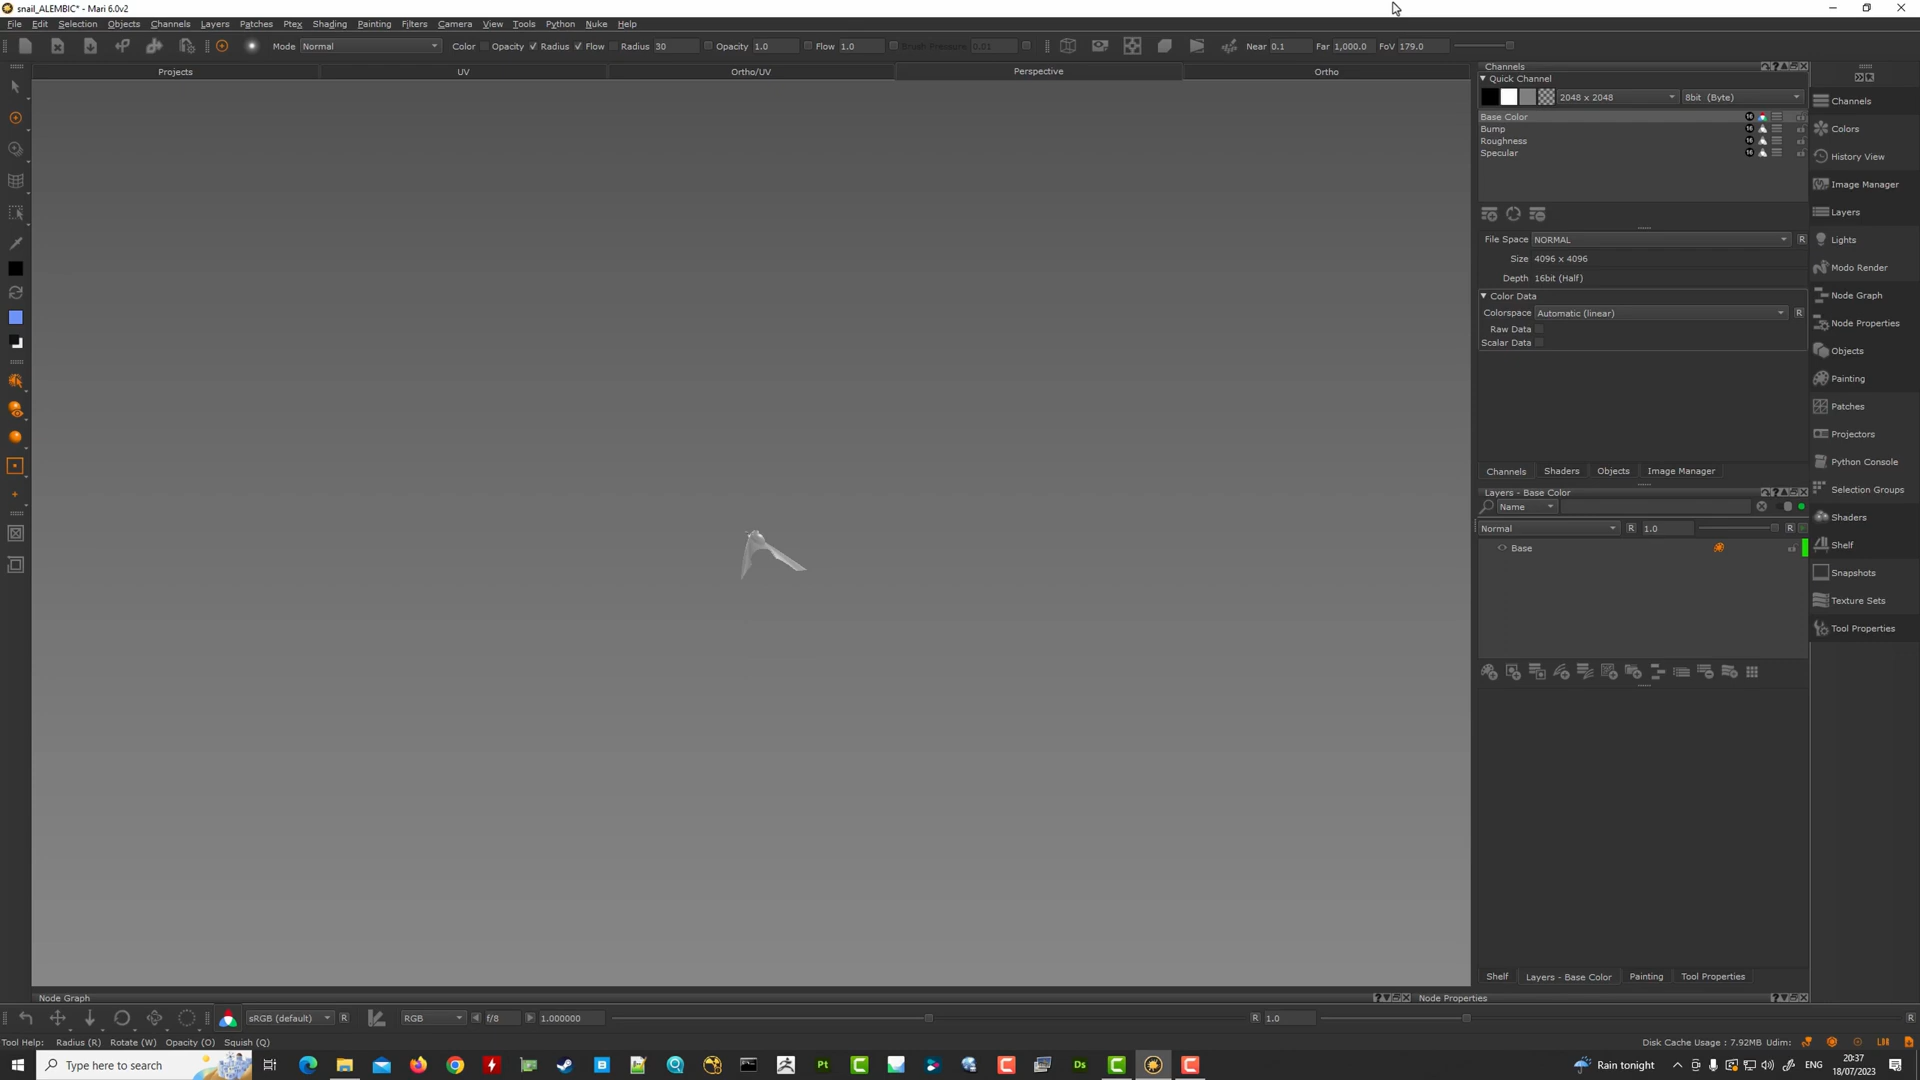 snail_ALEMBIC* - Mari 6.0v2
File Edit Selection Objects Channels Layers Patches Ptex Shading Painting Filters Camera View Tools Python Nuke Help
Mode Normal Color Opacity Radius Flow Radius 30 Opacity 1.0 Flow 1.0 Brush Pressure 0.01 Near 0.1 Far 1,000.0 FoV 179.0
Projects UV Ortho/UV Perspective Ortho
Channels
Quick Channel
2048 x 2048 8bit (Byte)
Base Color
Bump
Roughness
Specular
File Space NORMAL R
Size 4096 x 4096
Depth 16bit (Half)
Color Data
Colorspace Automatic (linear) R
Raw Data
Scalar Data
Channels Shaders Objects Image Manager
Layers - Base Color
Name
Normal R 1.0 R
Base
Shelf Layers - Base Color Painting Tool Properties
Channels
Colors
History View
Image Manager
Layers
Lights
Modo Render
Node Graph
Node Properties
Objects
Painting
Patches
Projectors
Python Console
Selection Groups
Shaders
Shelf
Snapshots
Texture Sets
Tool Properties
Node Graph Node Properties
sRGB (default) R RGB f/8 1.000000 R 1.0 R
Tool Help: Radius (R) Rotate (W) Opacity (O) Squish (Q) Disk Cache Usage : 7.92MB Udim:
Type here to search Pt Ds Rain tonight ENG 20:37
18/07/2023